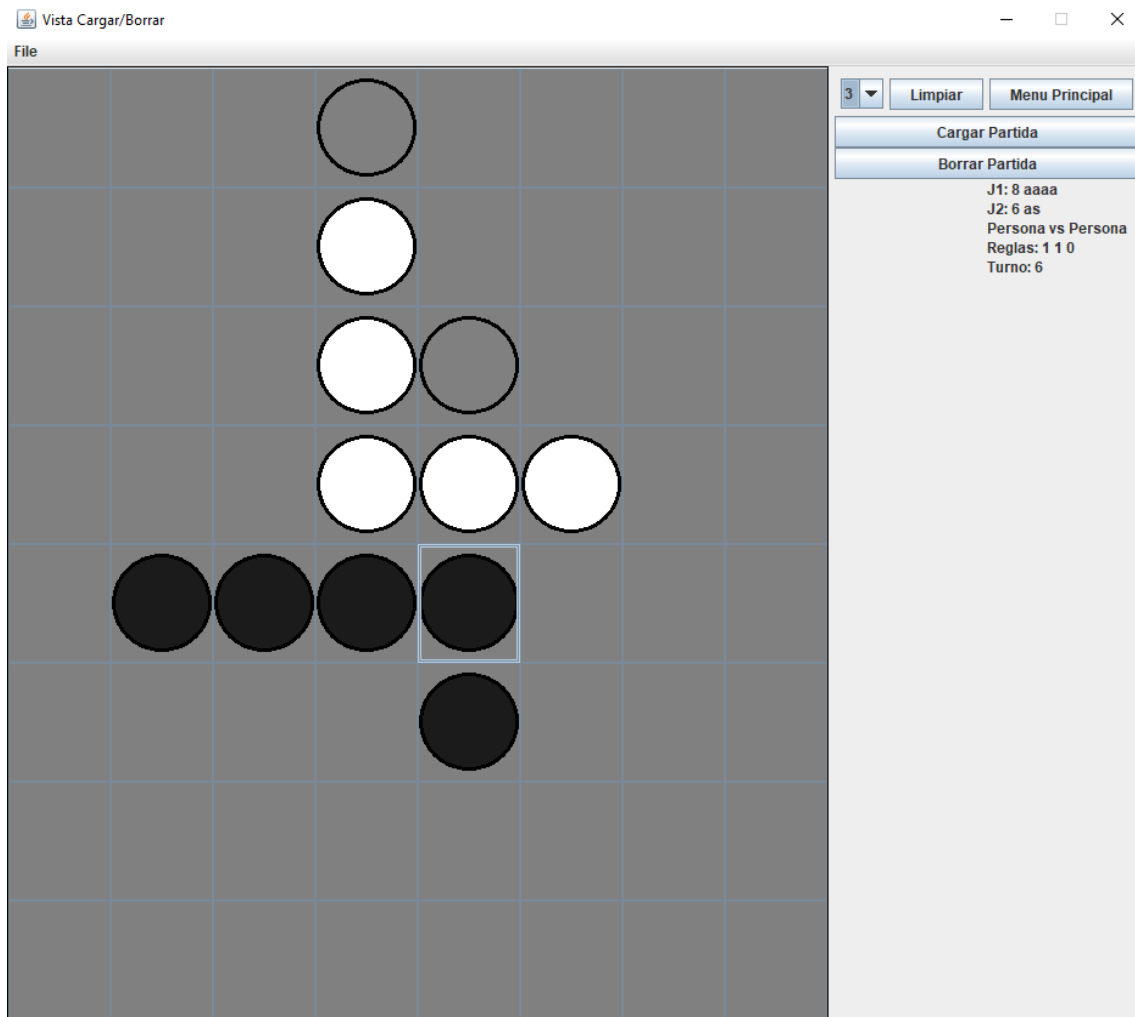 Vista Cargar/Borrar
File
3 Limpiar Menu Principal
Cargar Partida
Borrar Partida
J1: 8 aaaa
J2: 6 as
Persona vs Persona
Reglas: 1 1 0
Turno: 6